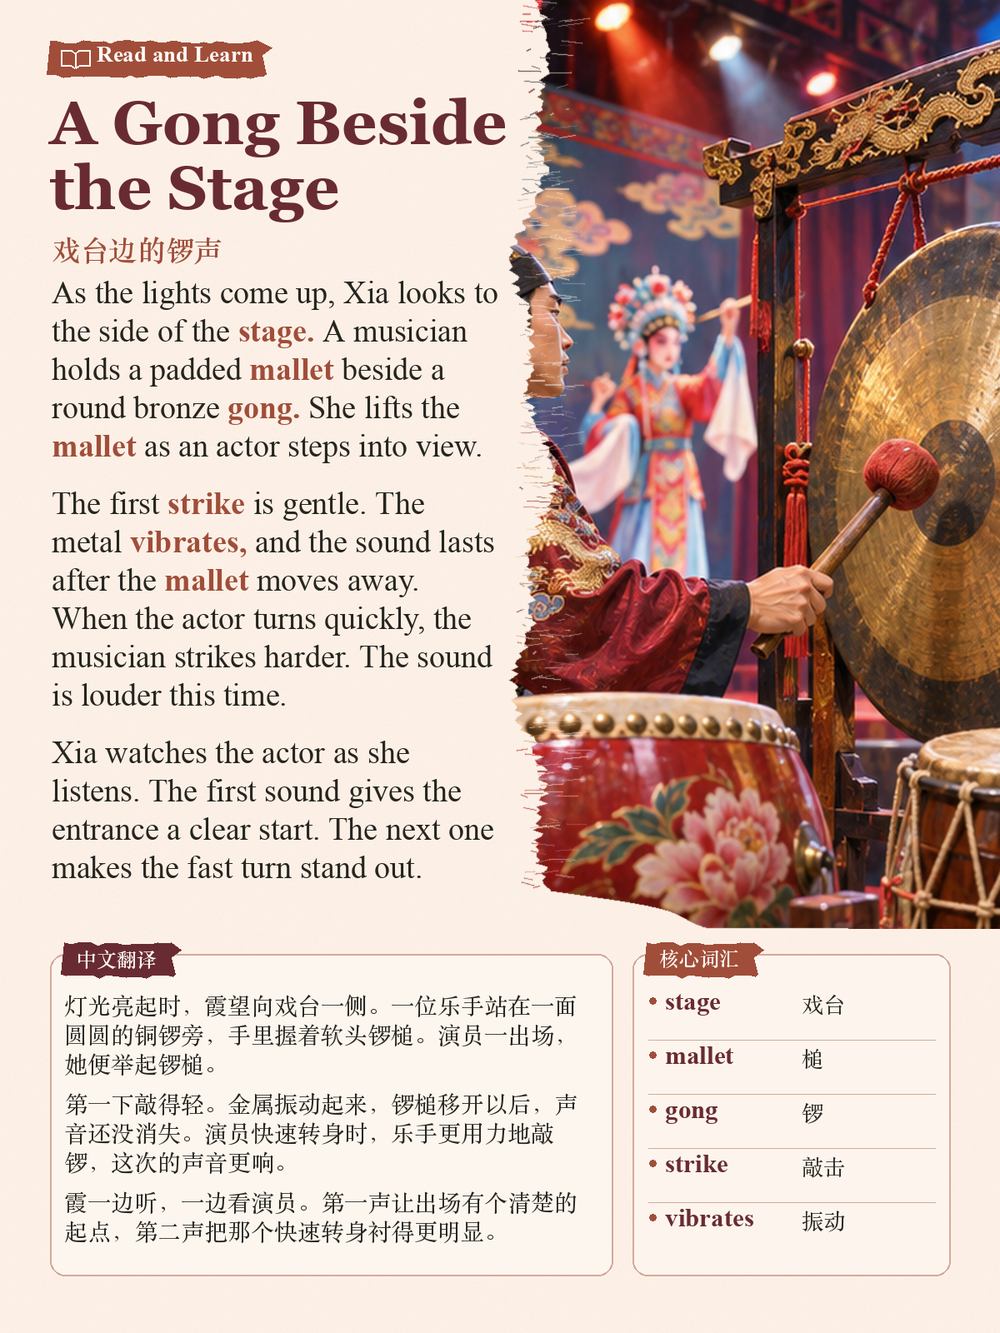 Read and Learn
A Gong Beside
the Stage
戏台边的锣声
As the lights come up, Xia looks to
the side of the stage. A musician
holds a padded mallet beside a
round bronze gong. She lifts the
mallet as an actor steps into view.
The first strike is gentle. The
metal vibrates, and the sound lasts
after the mallet moves away.
When the actor turns quickly, the
musician strikes harder. The sound
is louder this time.
Xia watches the actor as she
listens. The first sound gives the
entrance a clear start. The next one
makes the fast turn stand out.
中文翻译
灯光亮起时，霞望向戏台一侧。一位乐手站在一面
圆圆的铜锣旁，手里握着软头锣槌。演员一出场，
她便举起锣槌。
第一下敲得轻。金属振动起来，锣槌移开以后，声
音还没消失。演员快速转身时，乐手更用力地敲
锣，这次的声音更响。
霞一边听，一边看演员。第一声让出场有个清楚的
起点，第二声把那个快速转身衬得更明显。
核心词汇
• stage 戏台
• mallet 槌
• gong 锣
• strike 敲击
• vibrates 振动